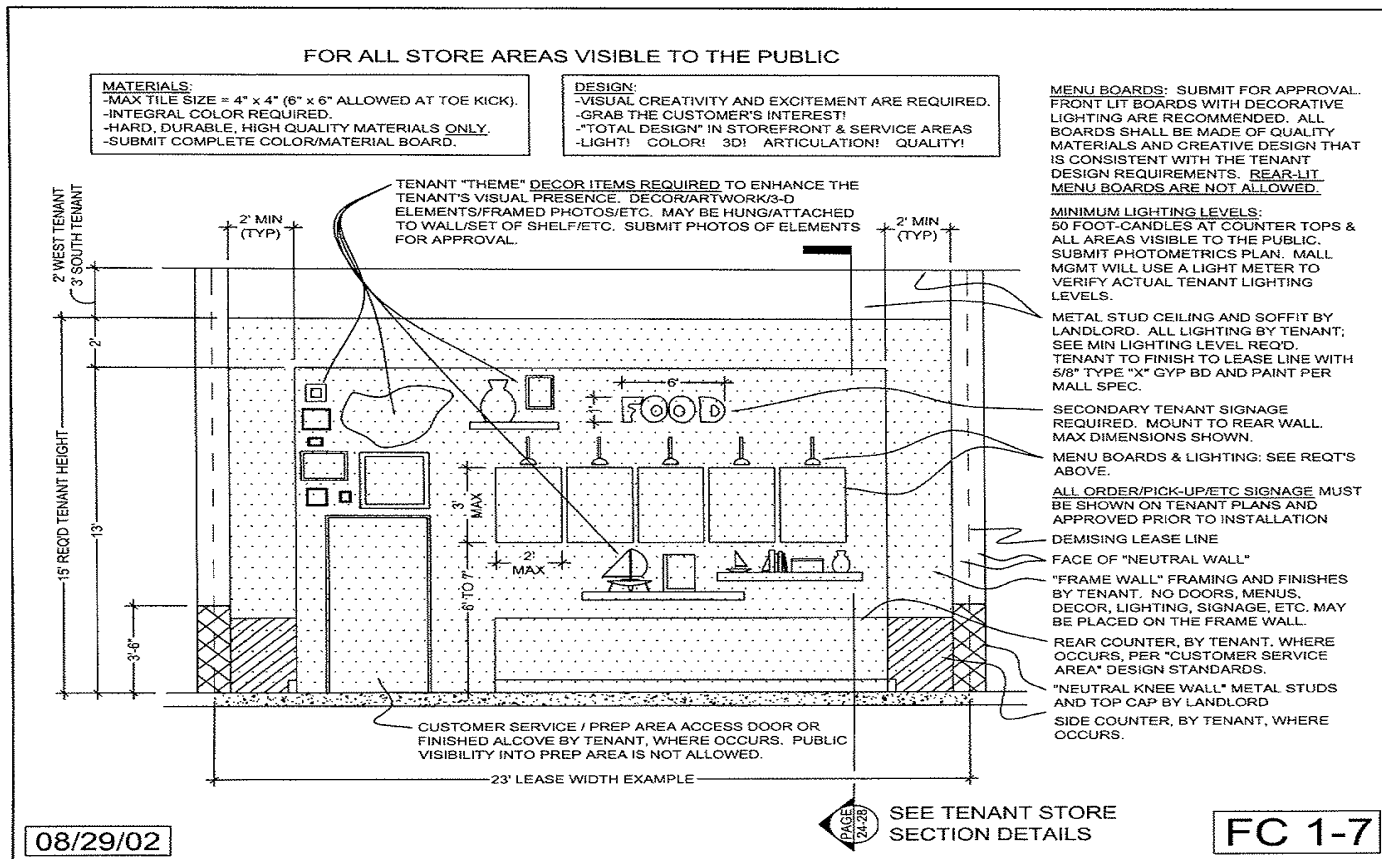 FOR ALL STORE AREAS VISIBLE TO THE PUBLIC
MATERIALS:
-MAX TILE SIZE = 4" x 4" (6" x 6" ALLOWED AT TOE KICK).
-INTEGRAL COLOR REQUIRED.
-HARD, DURABLE, HIGH QUALITY MATERIALS ONLY.
-SUBMIT COMPLETE COLOR/MATERIAL BOARD.
DESIGN:
-VISUAL CREATIVITY AND EXCITEMENT ARE REQUIRED.
-GRAB THE CUSTOMER'S INTEREST!
-"TOTAL DESIGN" IN STOREFRONT & SERVICE AREAS
-LIGHT! COLOR! 3D! ARTICULATION! QUALITY!
MENU BOARDS: SUBMIT FOR APPROVAL.
FRONT LIT BOARDS WITH DECORATIVE
LIGHTING ARE RECOMMENDED. ALL
BOARDS SHALL BE MADE OF QUALITY
MATERIALS AND CREATIVE DESIGN THAT
IS CONSISTENT WITH THE TENANT
DESIGN REQUIREMENTS. REAR-LIT
MENU BOARDS ARE NOT ALLOWED.
MINIMUM LIGHTING LEVELS:
50 FOOT-CANDLES AT COUNTER TOPS &
ALL AREAS VISIBLE TO THE PUBLIC.
SUBMIT PHOTOMETRICS PLAN. MALL
MGMT WILL USE A LIGHT METER TO
VERIFY ACTUAL TENANT LIGHTING
LEVELS.
METAL STUD CEILING AND SOFFIT BY
LANDLORD. ALL LIGHTING BY TENANT;
SEE MIN LIGHTING LEVEL REQ'D.
TENANT TO FINISH TO LEASE LINE WITH
5/8" TYPE "X" GYP BD AND PAINT PER
MALL SPEC.
SECONDARY TENANT SIGNAGE
REQUIRED. MOUNT TO REAR WALL.
MAX DIMENSIONS SHOWN.
MENU BOARDS & LIGHTING: SEE REQT'S
ABOVE.
ALL ORDER/PICK-UP/ETC SIGNAGE MUST
BE SHOWN ON TENANT PLANS AND
APPROVED PRIOR TO INSTALLATION
DEMISING LEASE LINE
FACE OF "NEUTRAL WALL"
"FRAME WALL" FRAMING AND FINISHES
BY TENANT. NO DOORS, MENUS,
DECOR, LIGHTING, SIGNAGE, ETC. MAY
BE PLACED ON THE FRAME WALL.
REAR COUNTER, BY TENANT, WHERE
OCCURS, PER "CUSTOMER SERVICE
AREA" DESIGN STANDARDS.
"NEUTRAL KNEE WALL" METAL STUDS
AND TOP CAP BY LANDLORD
SIDE COUNTER, BY TENANT, WHERE
OCCURS.
TENANT "THEME" DECOR ITEMS REQUIRED TO ENHANCE THE
TENANT'S VISUAL PRESENCE. DECOR/ARTWORK/3-D
ELEMENTS/FRAMED PHOTOS/ETC. MAY BE HUNG/ATTACHED
TO WALL/SET OF SHELF/ETC. SUBMIT PHOTOS OF ELEMENTS
FOR APPROVAL.
2' WEST TENANT
3' SOUTH TENANT
2' MIN
(TYP)
2' MIN
(TYP)
15' REQ'D TENANT HEIGHT
2'
13'
3'-6"
6'
1'
FOOD
3'
MAX
2'
MAX
6' TO 7'
CUSTOMER SERVICE / PREP AREA ACCESS DOOR OR
FINISHED ALCOVE BY TENANT, WHERE OCCURS. PUBLIC
VISIBILITY INTO PREP AREA IS NOT ALLOWED.
23' LEASE WIDTH EXAMPLE
PAGE
24-28
SEE TENANT STORE
SECTION DETAILS
08/29/02
FC 1-7